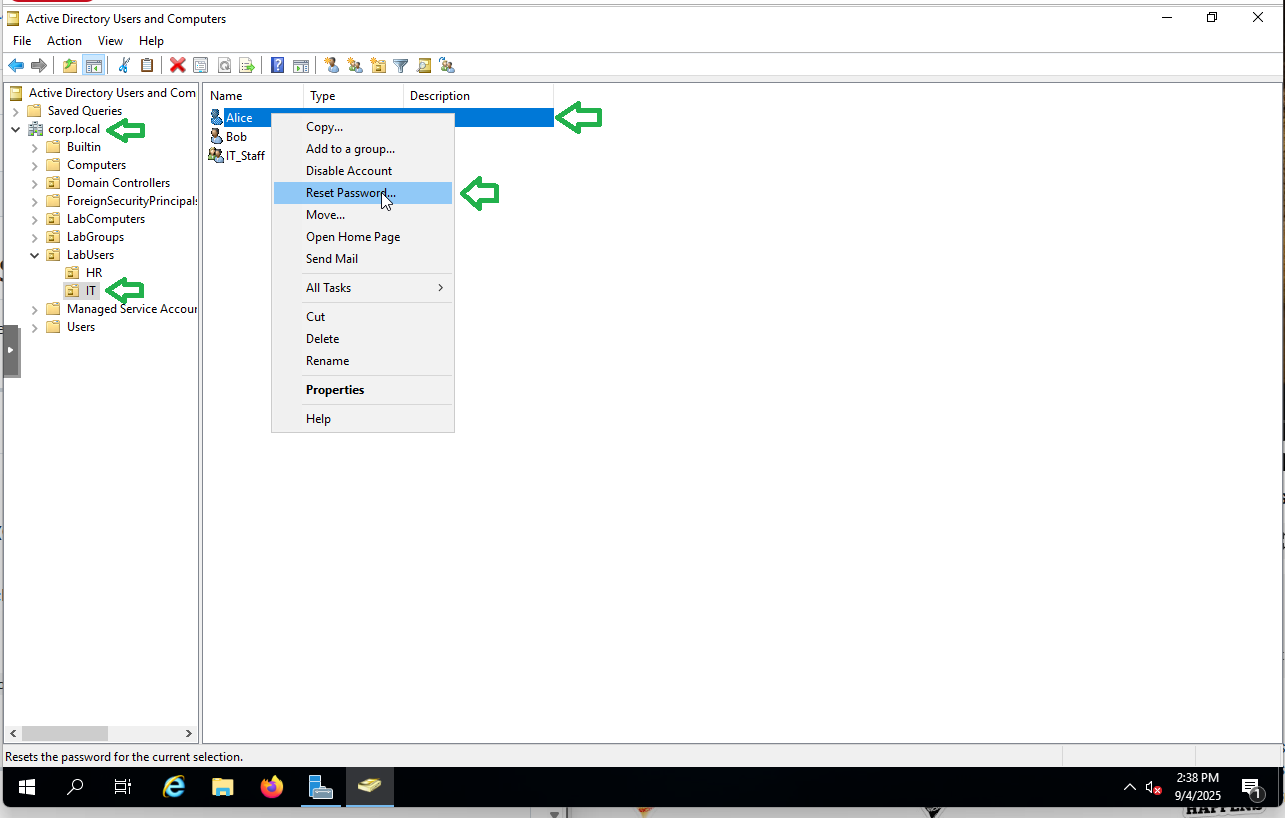 Active Directory Users and Computers
File Action View Help
Active Directory Users and Com
Saved Queries
corp.local
Builtin
Computers
Domain Controllers
ForeignSecurityPrincipals
LabComputers
LabGroups
LabUsers
HR
IT
Managed Service Accoun
Users
Name Type Description
Alice
Bob
IT_Staff
Copy...
Add to a group...
Disable Account
Reset Password...
Move...
Open Home Page
Send Mail
All Tasks
Cut
Delete
Rename
Properties
Help
Resets the password for the current selection.
2:38 PM
9/4/2025
1
HAPPENS